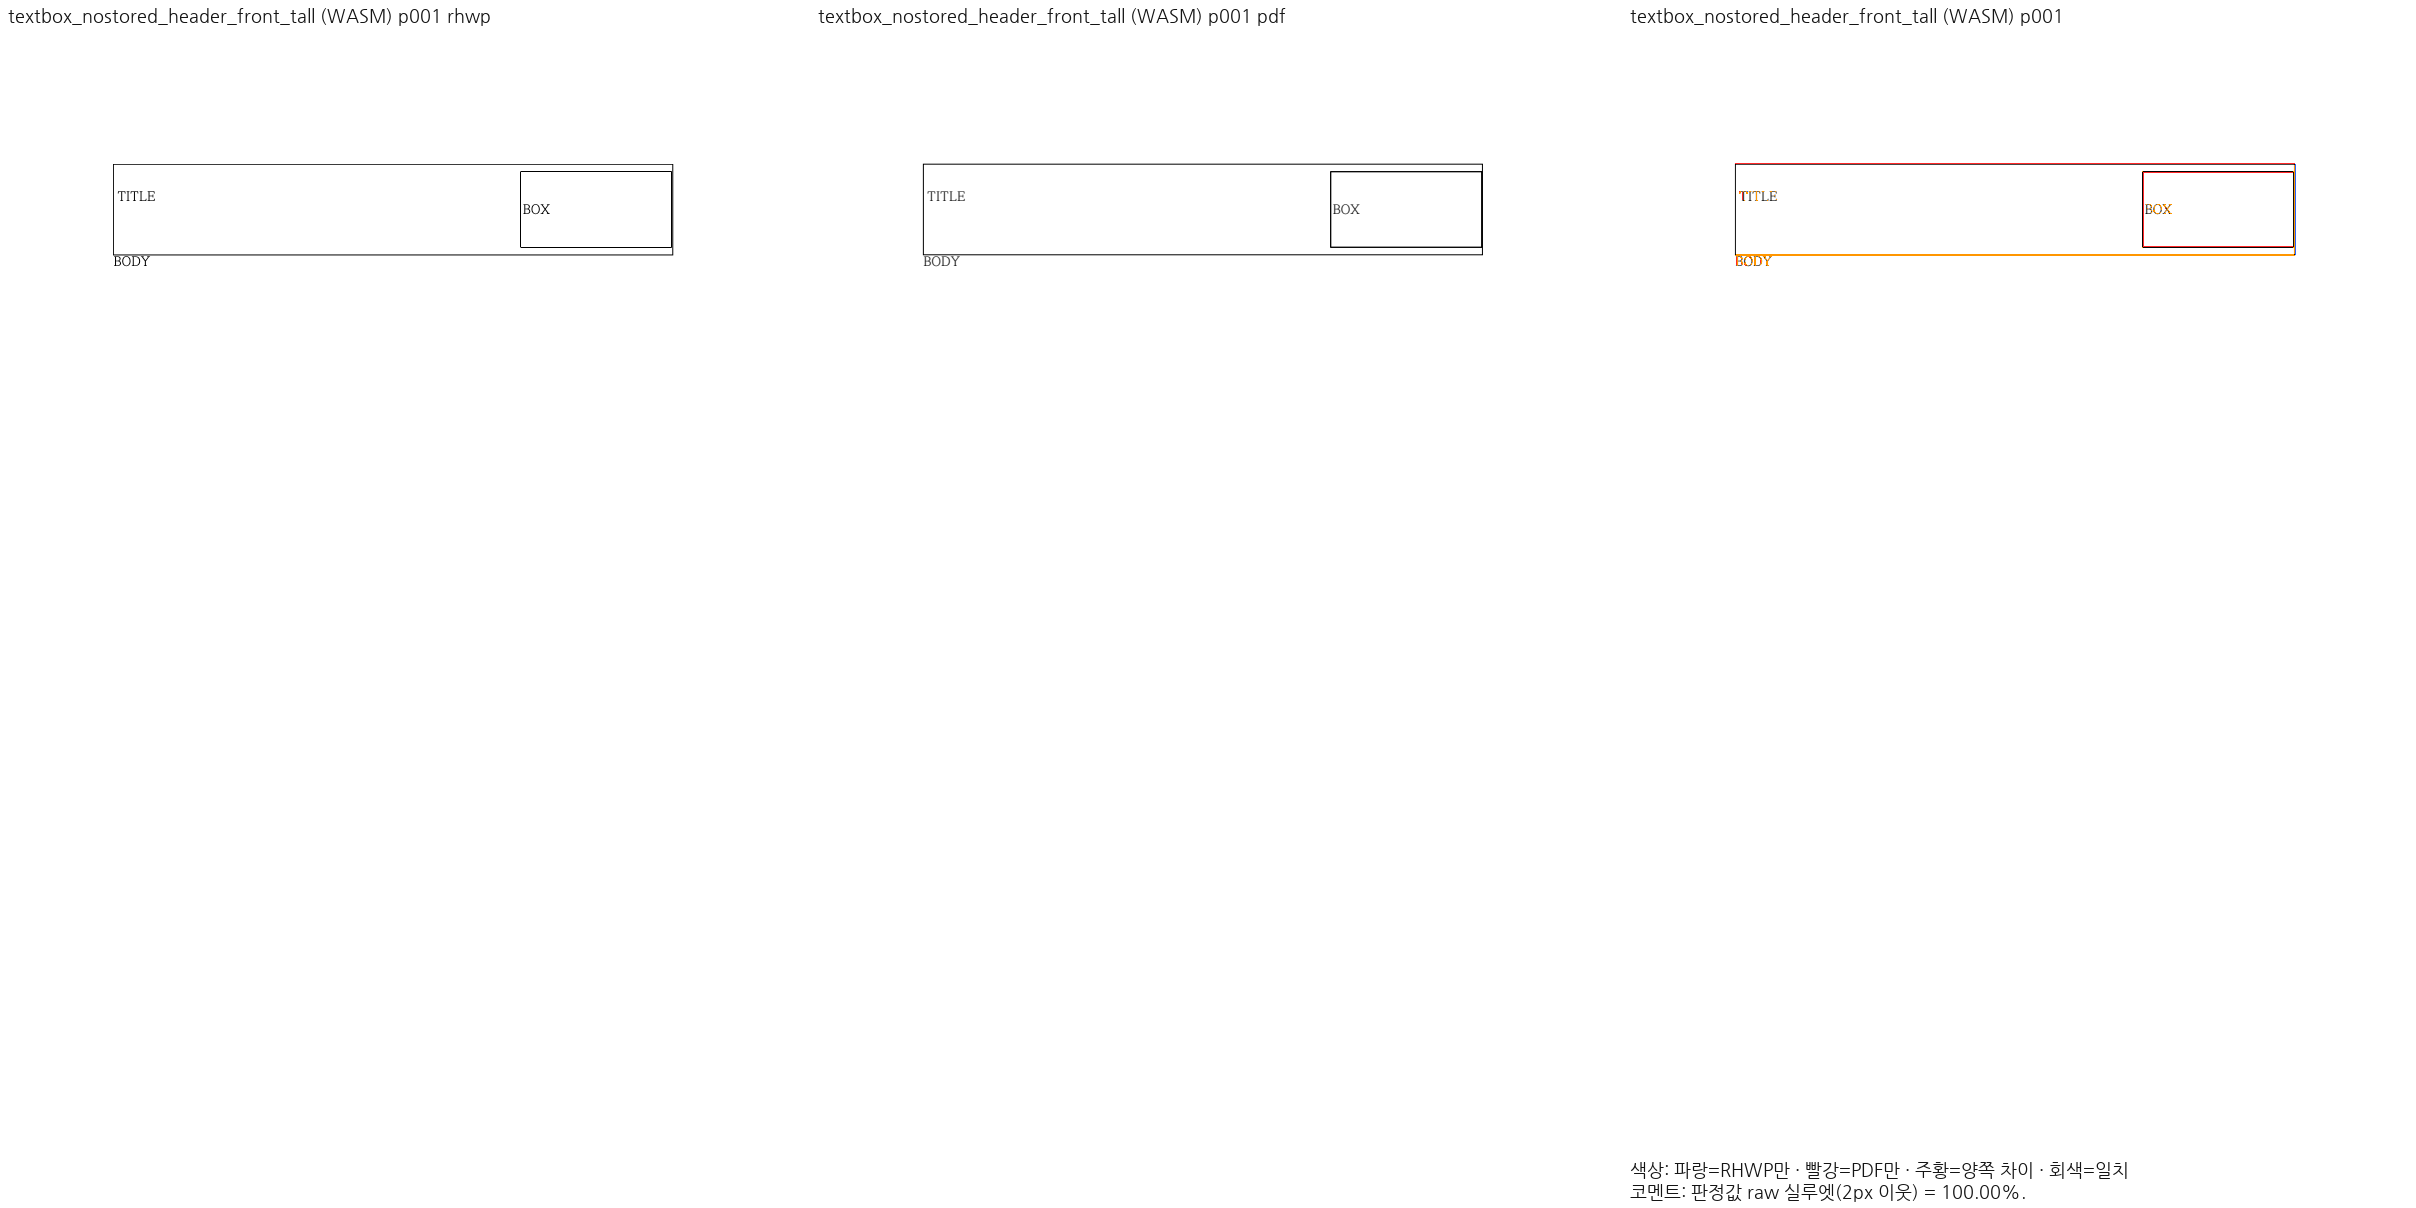 textbox_nostored_header_front_tall (WASM) p001 rhwp
TITLE
BOX
BODY
textbox_nostored_header_front_tall (WASM) p001 pdf
TITLE
BOX
BODY
textbox_nostored_header_front_tall (WASM) p001
TITLE
BOX
BODY
색상: 파랑=RHWP만 · 빨강=PDF만 · 주황=양쪽 차이 · 회색=일치
코멘트: 판정값 raw 실루엣(2px 이웃) = 100.00%.